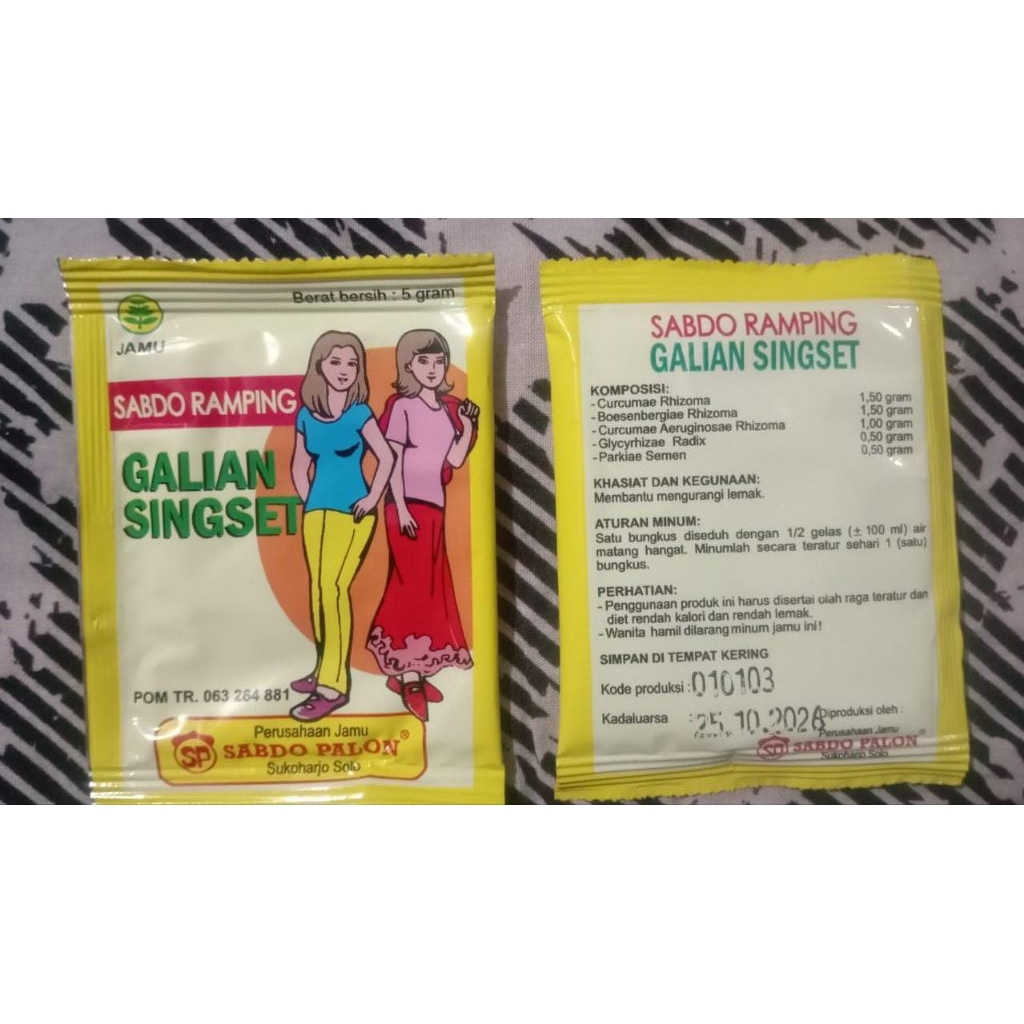 Berat bersih : 5 gram
JAMU
SABDO RAMPING
GALIAN
SINGSET
POM TR. 063 264 881
Perusahaan Jamu
SP SABDO PALON®
Sukoharjo Solo
SABDO RAMPING
GALIAN SINGSET
KOMPOSISI:
-Curcumae Rhizoma 1,50 gram
-Boesenbergiae Rhizoma 1,50 gram
-Curcumae Aeruginosae Rhizoma 1,00 gram
-Glycyrhizae Radix 0,50 gram
-Parkiae Semen 0,50 gram
KHASIAT DAN KEGUNAAN:
Membantu mengurangi lemak.
ATURAN MINUM:
Satu bungkus diseduh dengan 1/2 gelas (± 100 ml) air
matang hangat. Minumlah secara teratur sehari 1 (satu)
bungkus.
PERHATIAN:
- Penggunaan produk ini harus disertai olah raga teratur dan
diet rendah kalori dan rendah lemak.
- Wanita hamil dilarang minum jamu ini!
SIMPAN DI TEMPAT KERING
Kode produksi : 010103
Kadaluarsa : 25.10.2026
Diproduksi oleh :
Perusahaan Jamu
SP SABDO PALON®
Sukoharjo Solo